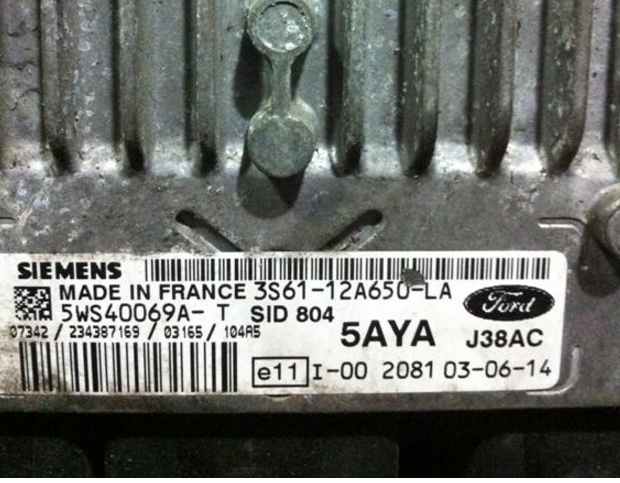 SIEMENS
MADE IN FRANCE 3S61-12A650-LA
5WS40069A- T SID 804
Ford
07342 / 234387169 / 03165 / 104A5
5AYA J38AC
e11 I-00 2081 03-06-14